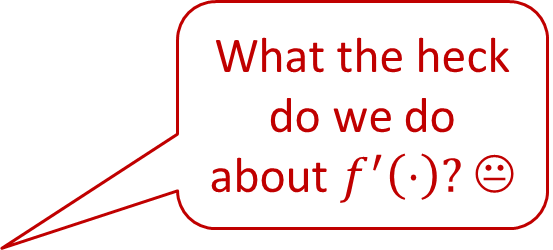 What the heck
do we do
about 𝑓′(∙)? 😐